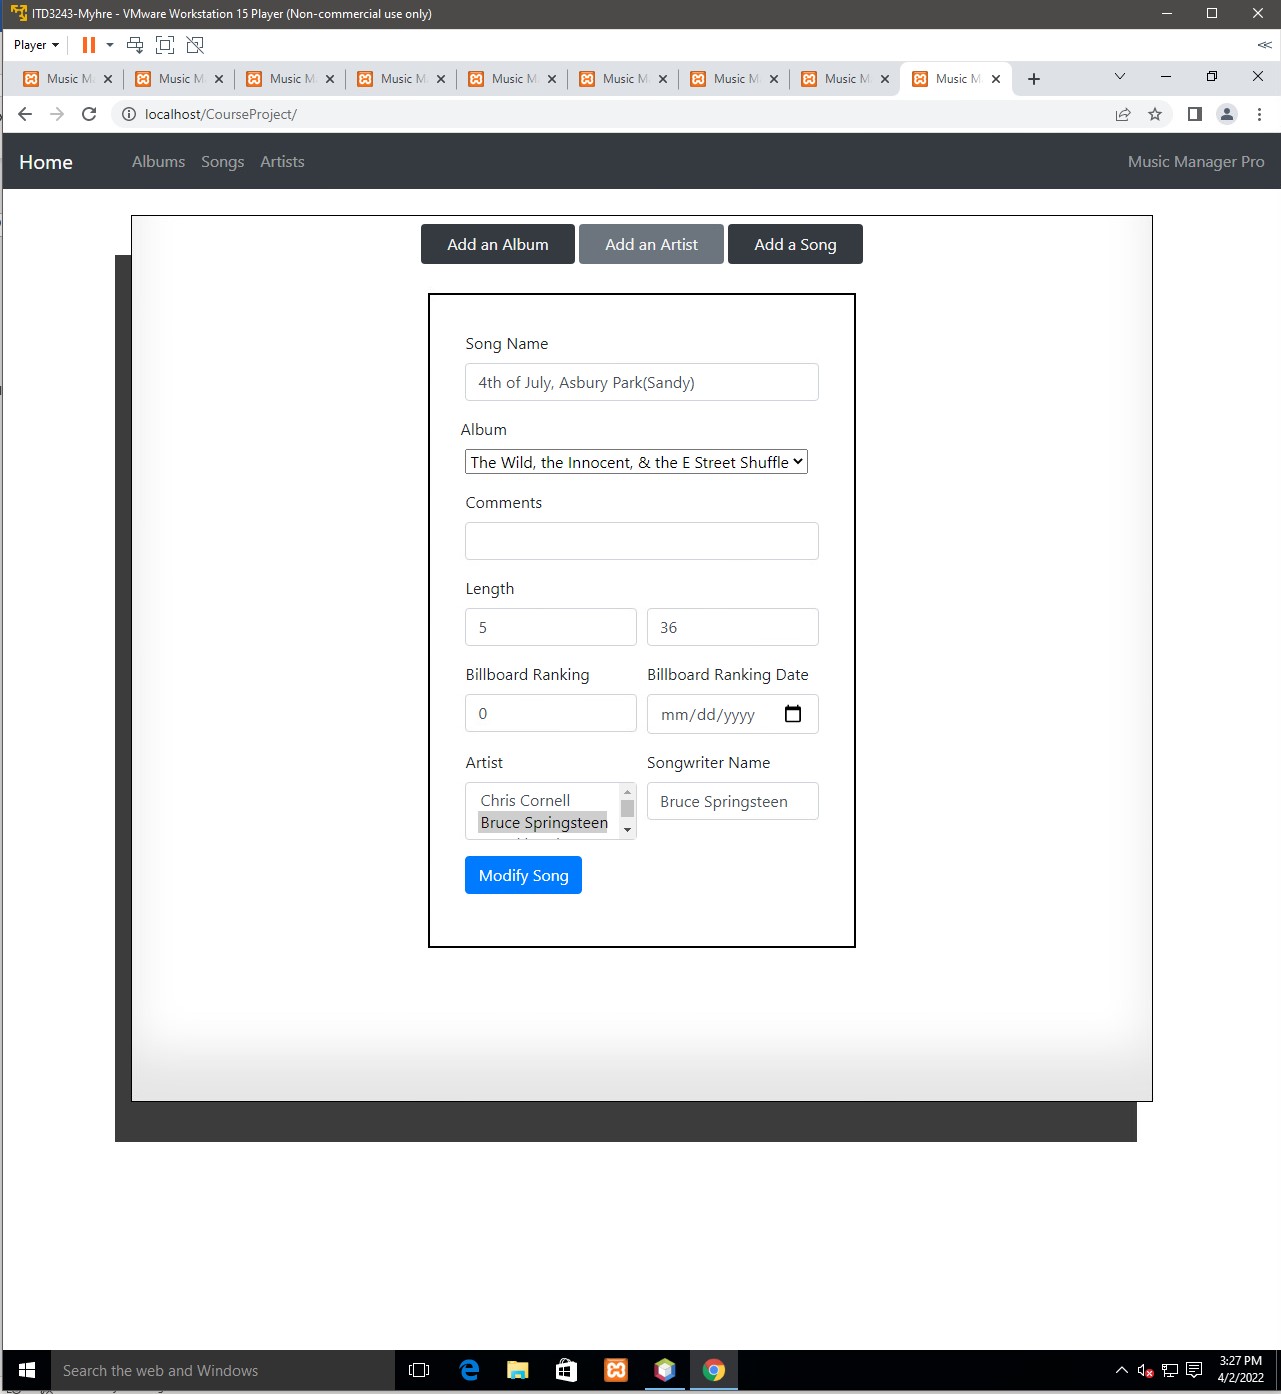 ITD3243-Myhre - VMware Workstation 15 Player (Non-commercial use only)
Player
Music M Music M Music M Music M Music M Music M Music M Music M Music M
localhost/CourseProject/
Home Albums Songs Artists Music Manager Pro
Add an Album Add an Artist Add a Song
Song Name
4th of July, Asbury Park(Sandy)
Album
The Wild, the Innocent, & the E Street Shuffle
Comments
Length
5 36
Billboard Ranking Billboard Ranking Date
0 mm/dd/yyyy
Artist Songwriter Name
Chris Cornell Bruce Springsteen
Bruce Springsteen
Modify Song
Search the web and Windows
3:27 PM
4/2/2022